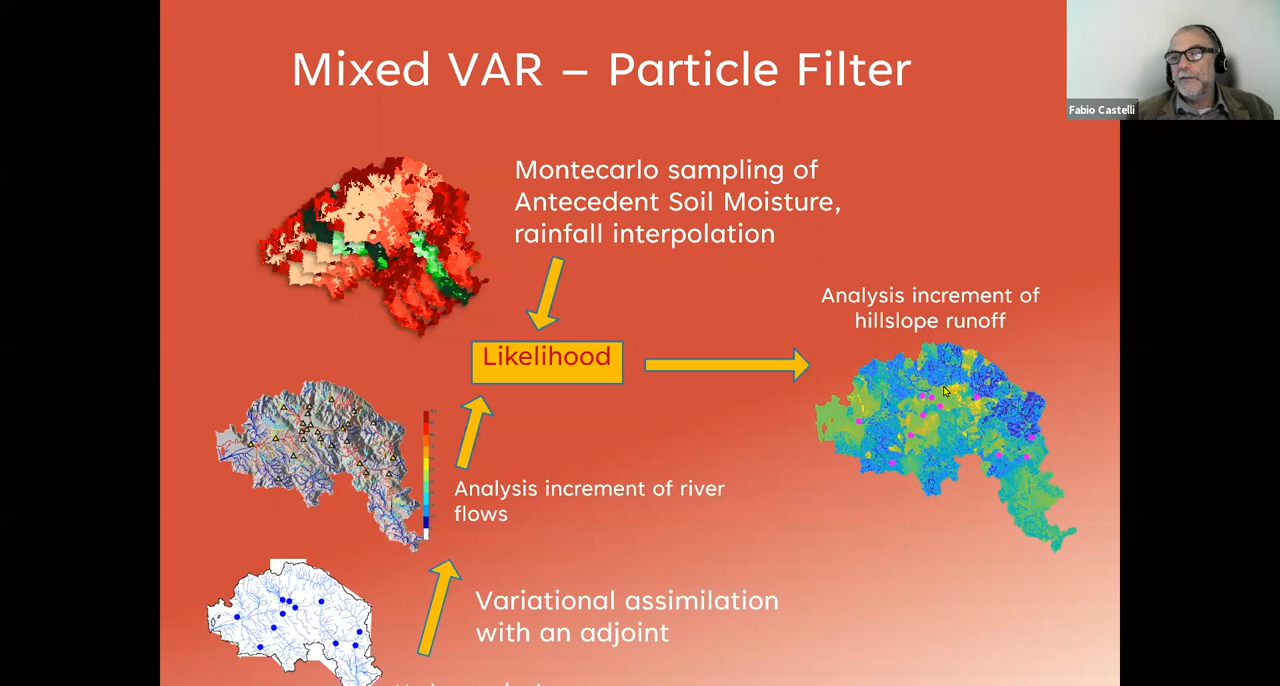 Mixed VAR – Particle Filter
Fabio Castelli
Montecarlo sampling of
Antecedent Soil Moisture,
rainfall interpolation
Analysis increment of
hillslope runoff
Likelihood
Analysis increment of river
flows
Variational assimilation
with an adjoint